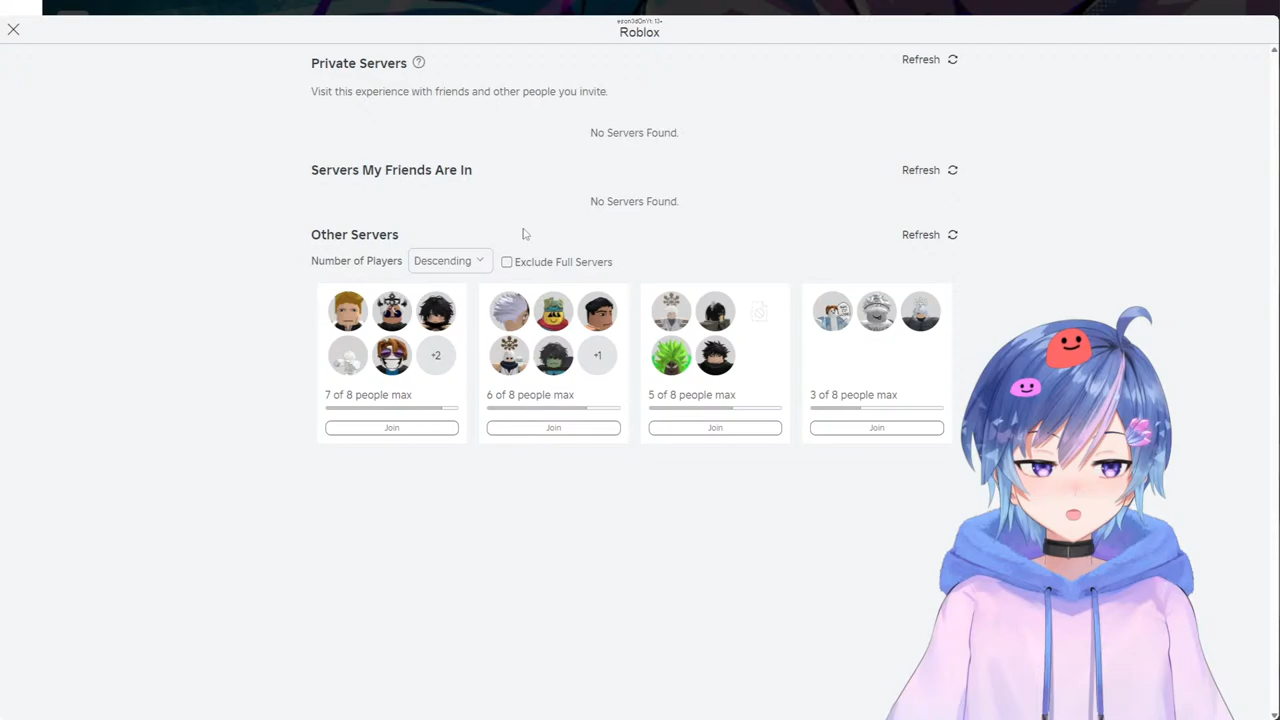 Roblox
Private Servers
Refresh
Visit this experience with friends and other people you invite.
No Servers Found.
Servers My Friends Are In
Refresh
No Servers Found.
Other Servers
Refresh
Number of Players
Descending
Exclude Full Servers
+2
+1
7 of 8 people max
6 of 8 people max
5 of 8 people max
3 of 8 people max
Join
Join
Join
Join